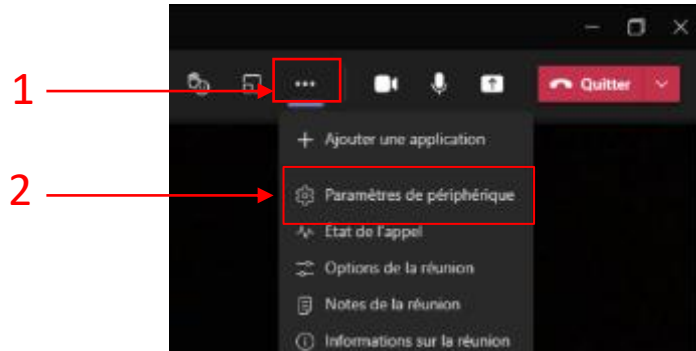 1
Quitter
Ajouter une application
2
Paramètres de périphérique
État de l'appel
Options de la réunion
Notes de la réunion
Informations sur la réunion